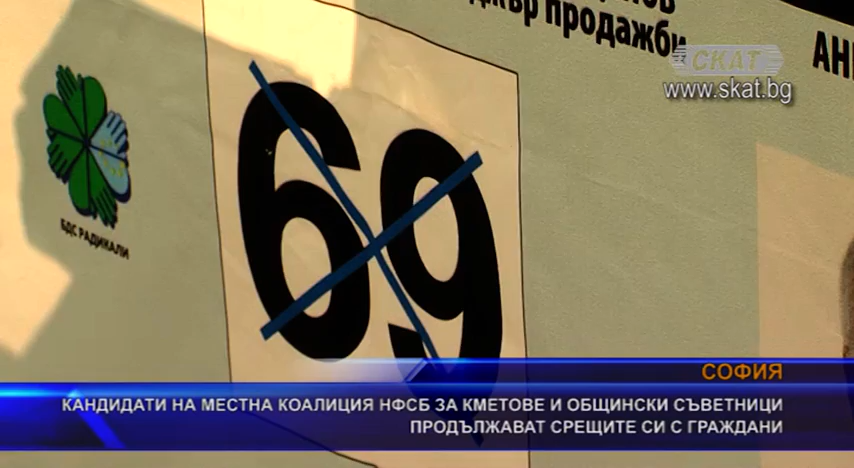 джър продажби
СКАТ
www.skat.bg
69
БДС РАДИКАЛИ
СОФИЯ
КАНДИДАТИ НА МЕСТНА КОАЛИЦИЯ НФСБ ЗА КМЕТОВЕ И ОБЩИНСКИ СЪВЕТНИЦИ
ПРОДЪЛЖАВАТ СРЕЩИТЕ СИ С ГРАЖДАНИ